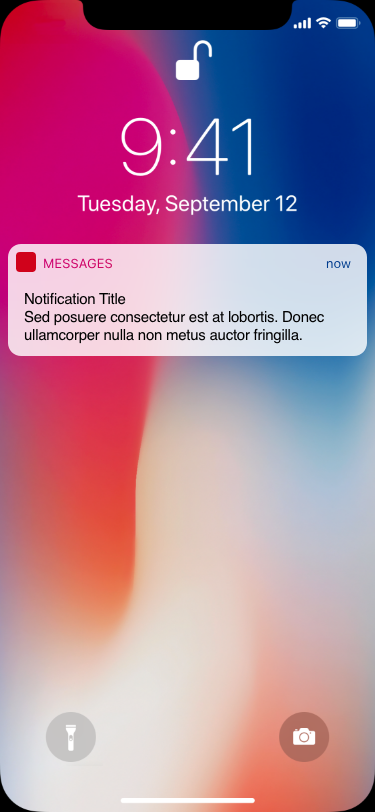 9:41
Tuesday, September 12
MESSAGES now
Notification Title
Sed posuere consectetur est at lobortis. Donec
ullamcorper nulla non metus auctor fringilla.